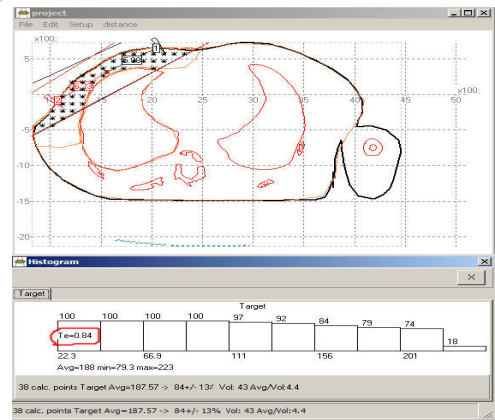 project
File Edit Setup distance
×100;
5
10 15 20 25 30 35 40 45 50
×100;
-5
-10
-15
-20
Histogram
×
Target
Target
100 100 100 100 97 92 84 79 74 18
Te=0.84
22.3 66.9 111 156 201
Avg=188 min=79.3 max=223
38 calc. points Target Avg=187.57 -> 84+/- 13% Vol: 43 Avg/Vol:4.4
38 calc. points Target Avg=187.57 -> 84+/- 13% Vol: 43 Avg/Vol:4.4